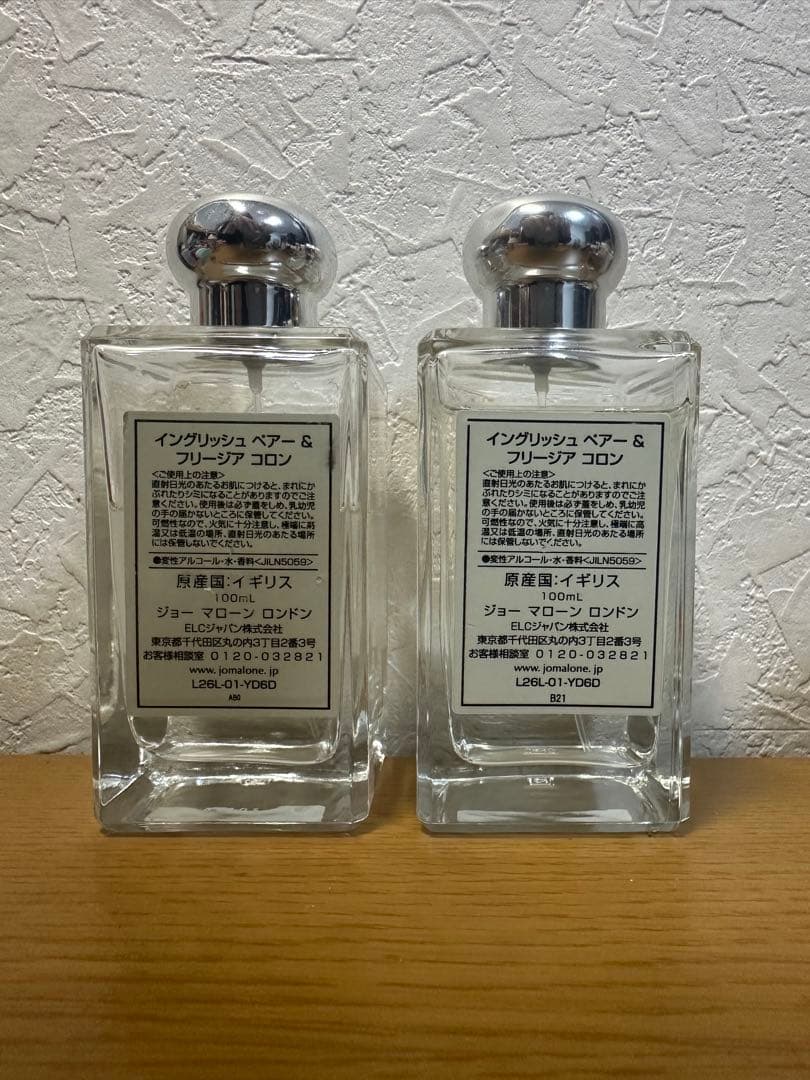 イングリッシュ ペアー &
フリージア コロン
<ご使用上の注意>
直射日光のあたるお肌につけると、まれにか
ぶれたりシミになることがありますのでご注
意ください。使用後は必ず蓋をしめ、乳幼児
の手の届かないところに保管してください。
可燃性なので、火気に十分注意し、極端に高
温又は低温の場所、直射日光のあたる場所
には保管しないでください。
●変性アルコール・水・香料<JILN5059>
原産国:イギリス
100mL
ジョー マローン ロンドン
ELCジャパン株式会社
東京都千代田区丸の内3丁目2番3号
お客様相談室 0120-032821
www.jomalone.jp
L26L-01-YD6D
イングリッシュ ペアー &
フリージア コロン
<ご使用上の注意>
直射日光のあたるお肌につけると、まれにか
ぶれたりシミになることがありますのでご注
意ください。使用後は必ず蓋をしめ、乳幼児
の手の届かないところに保管してください。
可燃性なので、火気に十分注意し、極端に高
温又は低温の場所、直射日光のあたる場所
には保管しないでください。
●変性アルコール・水・香料<JILN5059>
原産国:イギリス
100mL
ジョー マローン ロンドン
ELCジャパン株式会社
東京都千代田区丸の内3丁目2番3号
お客様相談室 0120-032821
www.jomalone.jp
L26L-01-YD6D
B21